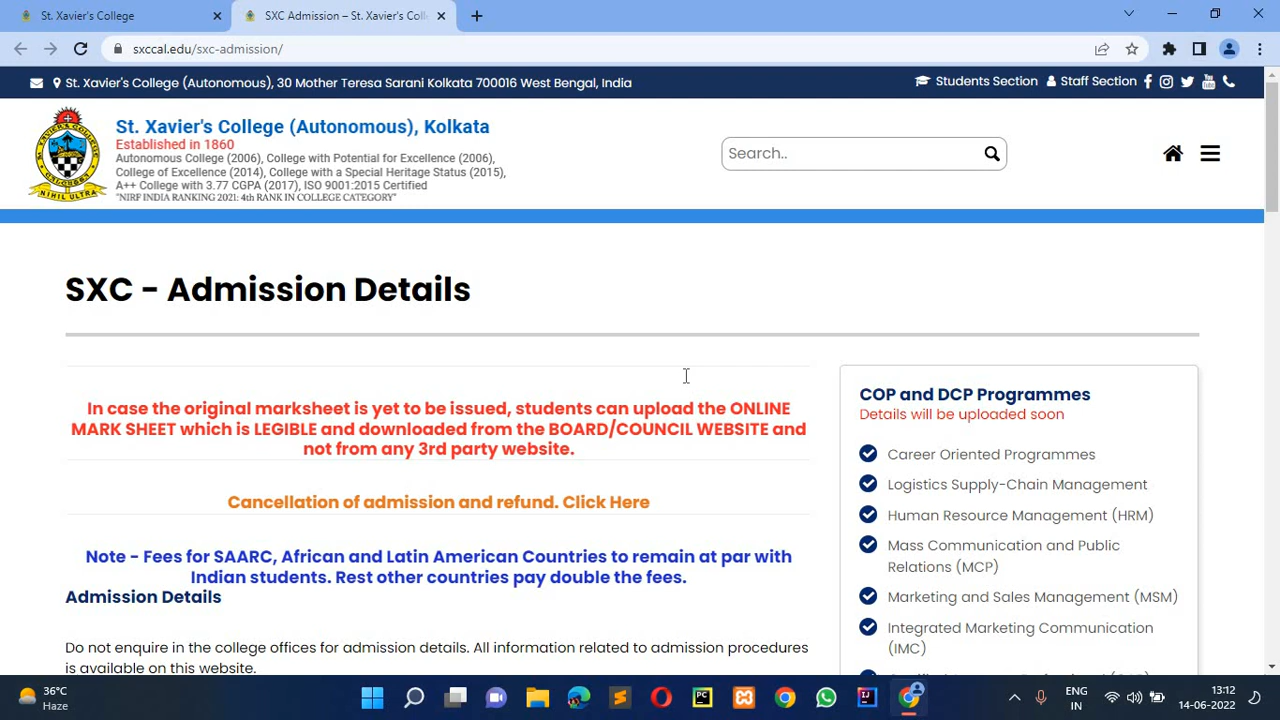 St. Xavier's College
SXC Admission – St. Xavier's Coll
sxccal.edu/sxc-admission/
St. Xavier's College (Autonomous), 30 Mother Teresa Sarani Kolkata 700016 West Bengal, India
Students Section
Staff Section
St. Xavier's College (Autonomous), Kolkata
Established in 1860
Autonomous College (2006), College with Potential for Excellence (2006),
College of Excellence (2014), College with a Special Heritage Status (2015),
A++ College with 3.77 CGPA (2017), ISO 9001:2015 Certified
"NIRF INDIA RANKING 2021: 4th RANK IN COLLEGE CATEGORY"
NIHIL ULTRA
Search..
SXC - Admission Details
In case the original marksheet is yet to be issued, students can upload the ONLINE
MARK SHEET which is LEGIBLE and downloaded from the BOARD/COUNCIL WEBSITE and
not from any 3rd party website.
Cancellation of admission and refund. Click Here
Note - Fees for SAARC, African and Latin American Countries to remain at par with
Indian students. Rest other countries pay double the fees.
Admission Details
Do not enquire in the college offices for admission details. All information related to admission procedures
is available on this website.
COP and DCP Programmes
Details will be uploaded soon
Career Oriented Programmes
Logistics Supply-Chain Management
Human Resource Management (HRM)
Mass Communication and Public
Relations (MCP)
Marketing and Sales Management (MSM)
Integrated Marketing Communication
(IMC)
36°C
Haze
ENG
IN
13:12
14-06-2022